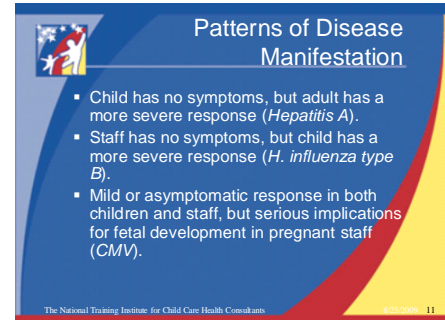 Patterns of Disease
Manifestation
▪ Child has no symptoms, but adult has a
more severe response (Hepatitis A).
▪ Staff has no symptoms, but child has a
more severe response (H. influenza type
B).
▪ Mild or asymptomatic response in both
children and staff, but serious implications
for fetal development in pregnant staff
(CMV).
The National Training Institute for Child Care Health Consultants 11